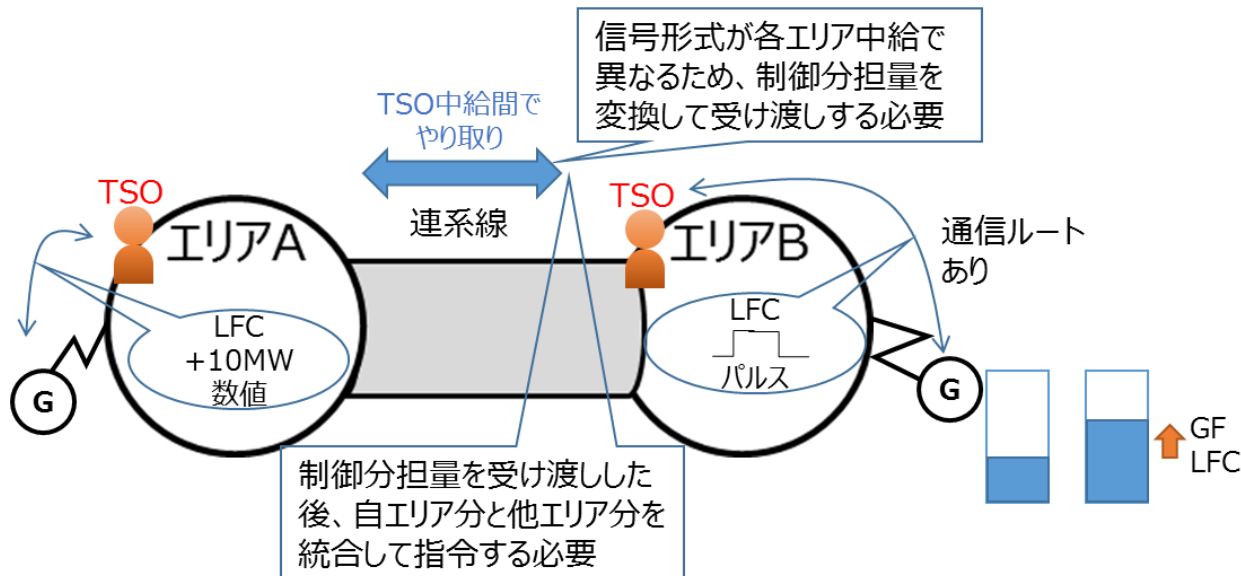 信号形式が各エリア中給で
異なるため、制御分担量を
変換して受け渡しする必要
TSO中給間で
やり取り
TSO
エリアA
連系線
TSO
エリアB
通信ルート
あり
LFC
+10MW
数値
LFC
パルス
G
G
GF
LFC
制御分担量を受け渡しした
後、自エリア分と他エリア分を
統合して指令する必要